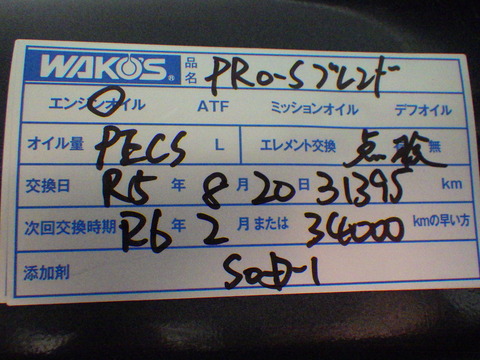 WAKO'S® 品名 PRO-Sブレンド
エンジンオイル ATF ミッションオイル デフオイル
オイル量 PECS L エレメント交換 点検 無
交換日 R5 年 8 月 20 日 31395 km
次回交換時期 R6 年 2 月または 34000 kmの早い方
添加剤 S-O-D-1